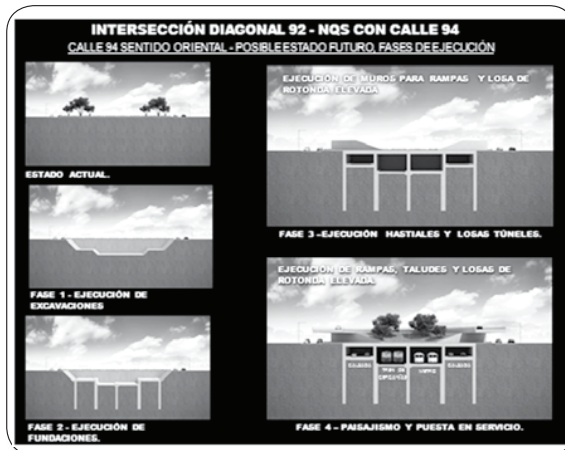 INTERSECCIÓN DIAGONAL 92 - NQS CON CALLE 94
CALLE 94 SENTIDO ORIENTAL - POSIBLE ESTADO FUTURO, FASES DE EJECUCIÓN
ESTADO ACTUAL.
FASE 1 - EJECUCIÓN DE
EXCAVACIONES
FASE 2 - EJECUCIÓN DE
FUNDACIONES.
EJECUCIÓN DE MUROS PARA RAMPAS Y LOSA DE
ROTONDA ELEVADA
FASE 3 -EJECUCIÓN HASTIALES Y LOSAS TÚNELES.
EJECUCIÓN DE RAMPAS, TALUDES Y LOSAS DE
ROTONDA ELEVADA
FASE 4 – PAISAJISMO Y PUESTA EN SERVICIO.